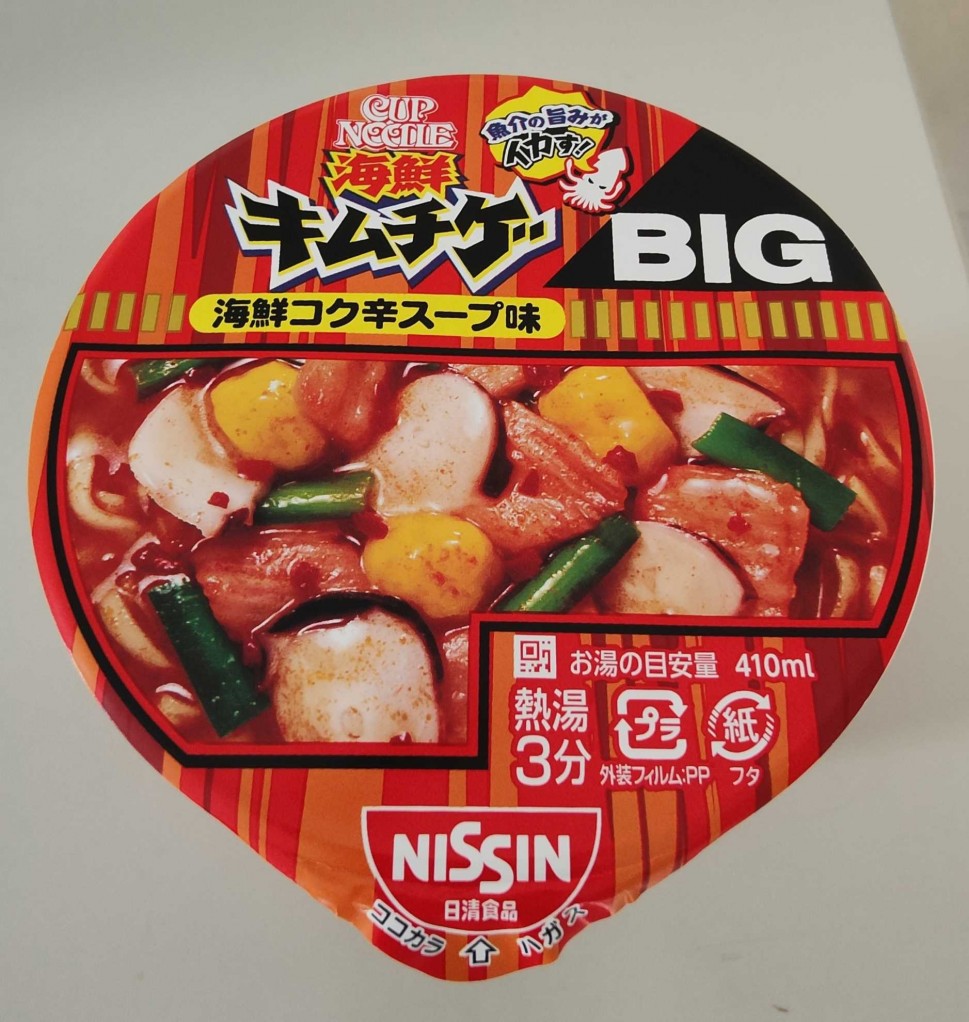 CUP
NOODLE
海鮮
キムチゲー
魚介の旨みが
イカす!
BIG
海鮮コク辛スープ味
お湯の目安量 410ml
熱湯
3分
プラ
外装フィルム:PP
紙
フタ
NISSIN
日清食品
ココカラ ⇧ ハガス